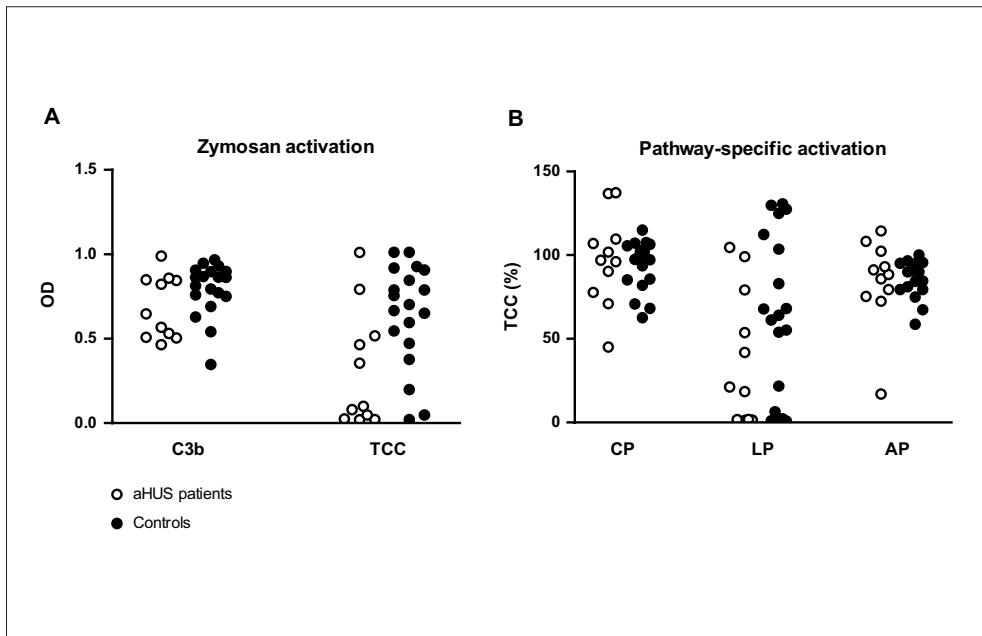 A
Zymosan activation
1.5
1.0
0.5
0.0
OD
C3b
TCC
aHUS patients
Controls
B
Pathway-specific activation
150
100
50
0
TCC (%)
CP
LP
AP